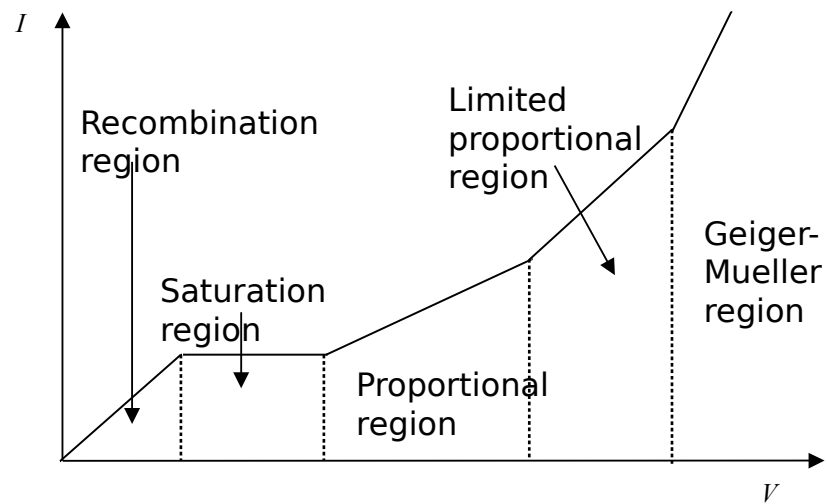 I
Recombination
region
Limited
proportional
region
Geiger-
Mueller
region
Saturation
region
Proportional
region
V